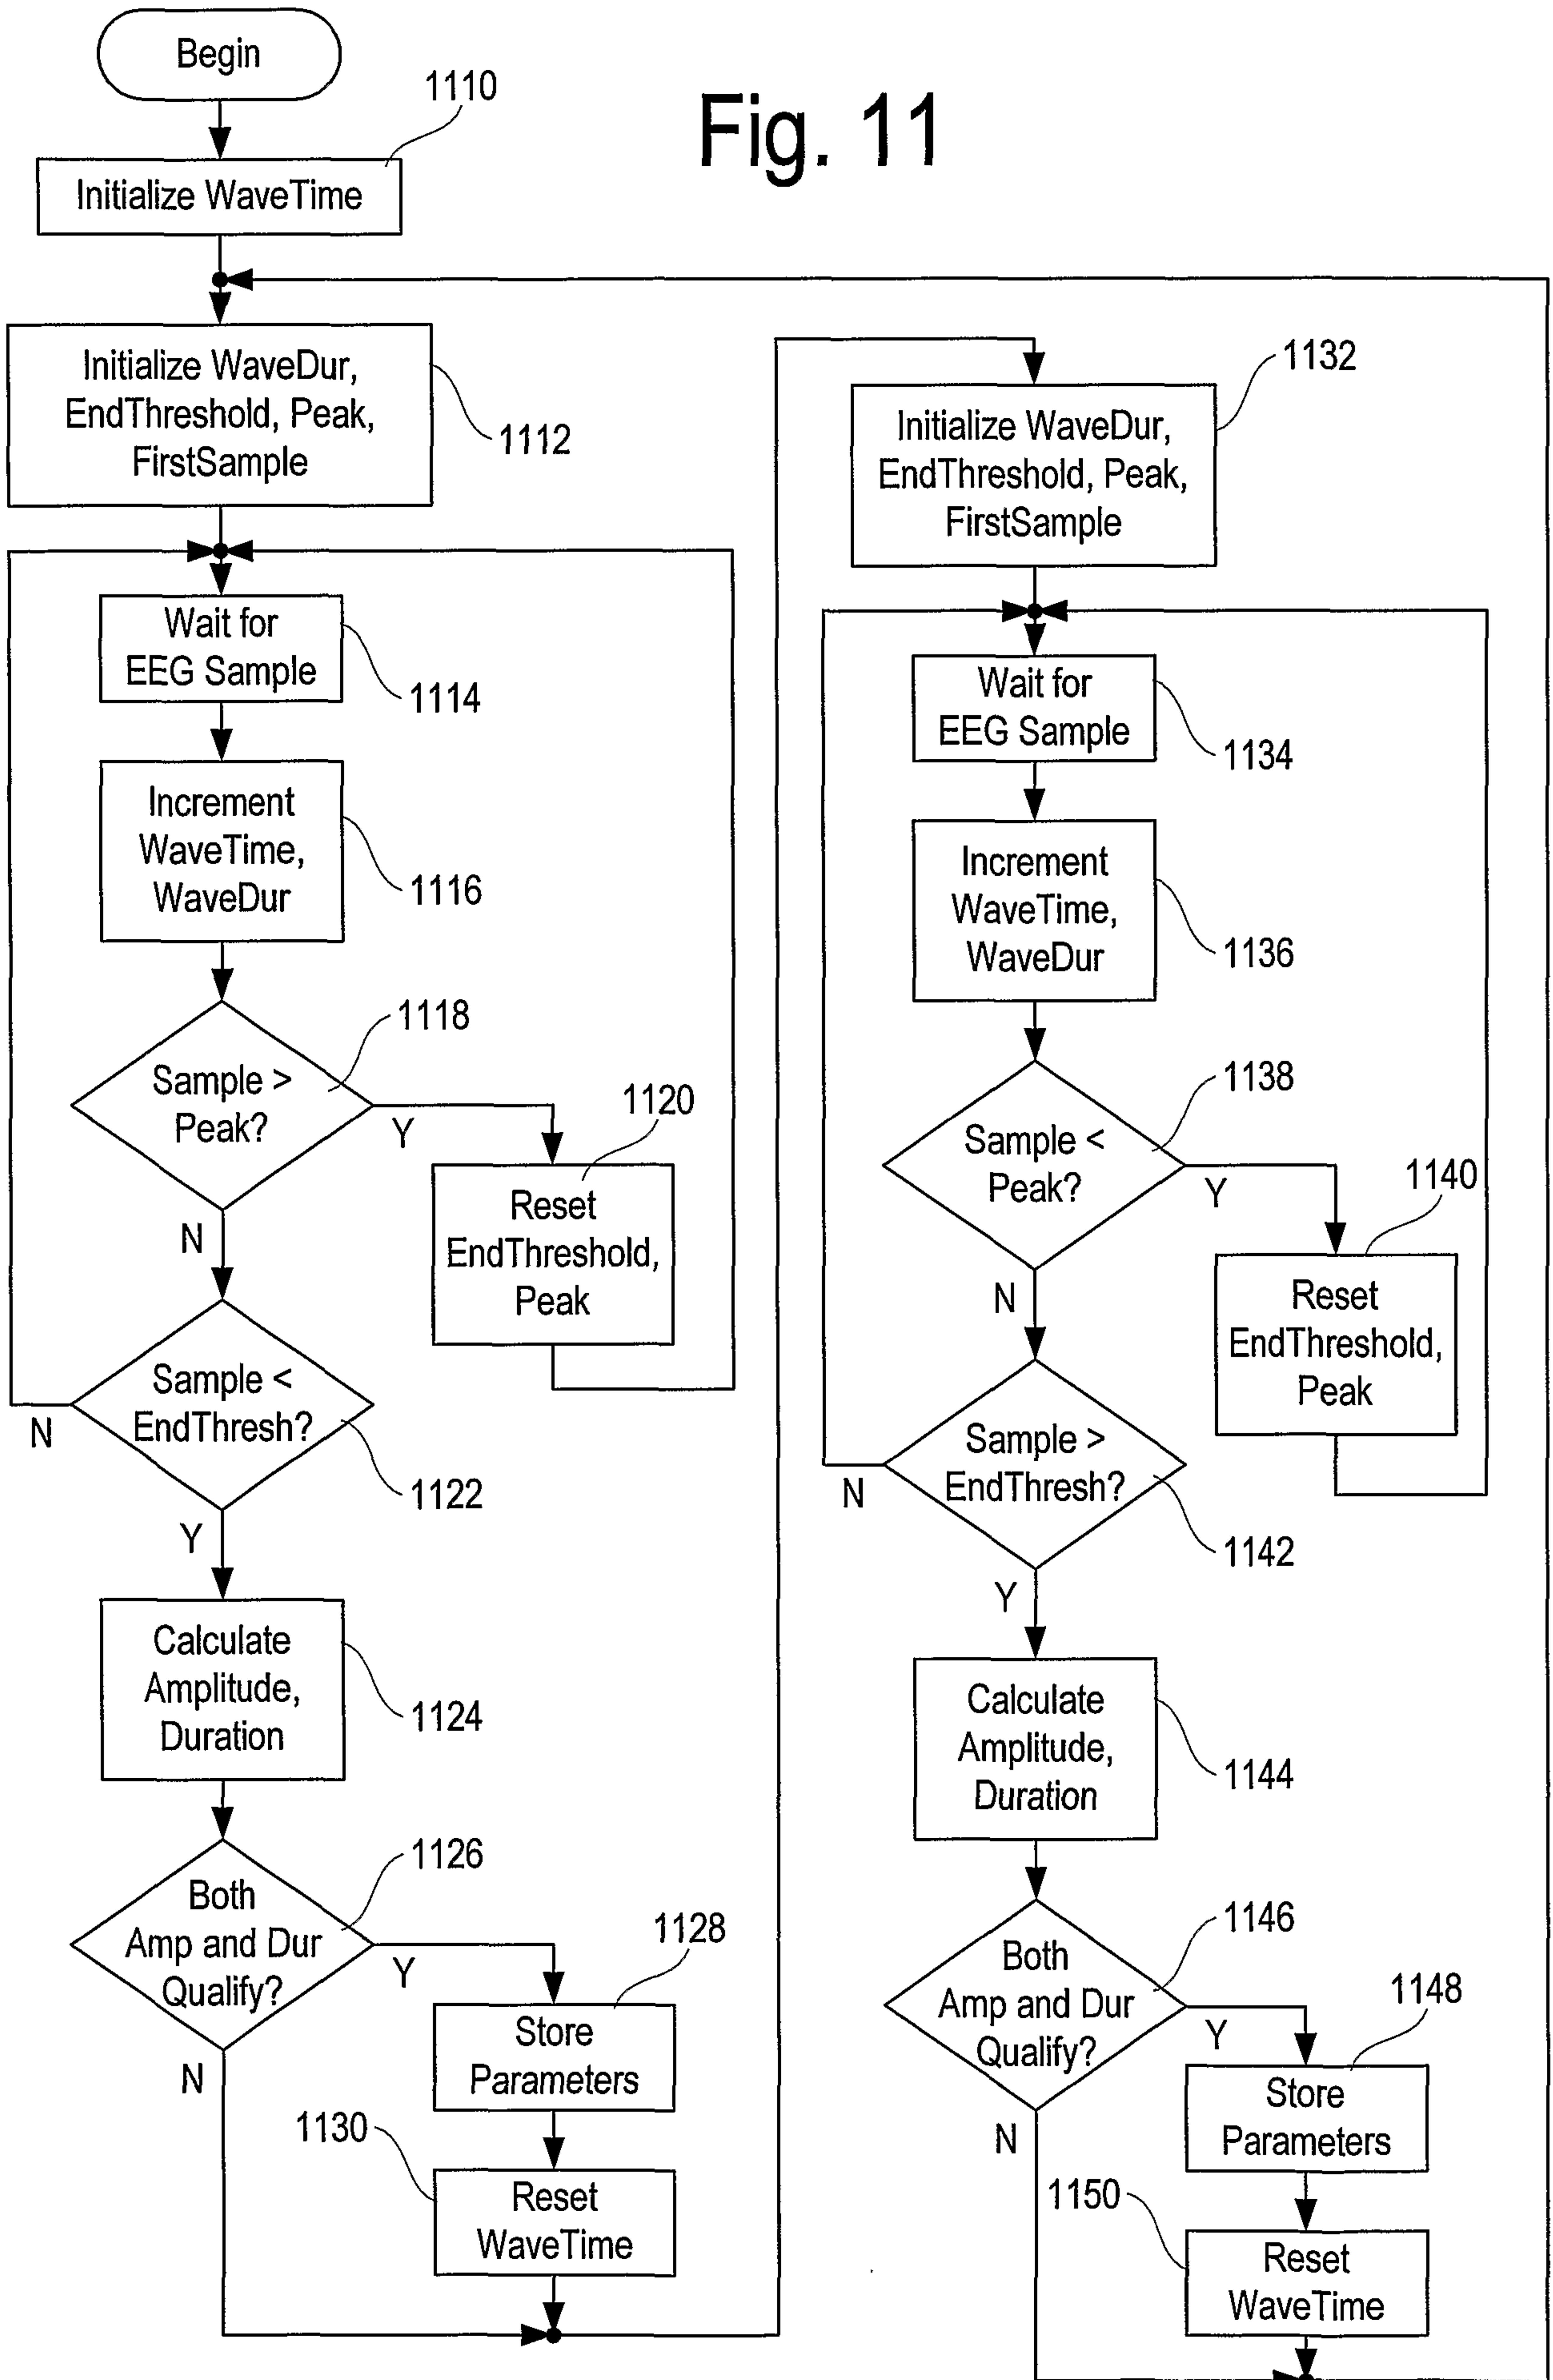 Begin
1110
Fig. 11
Initialize WaveTime
Initialize WaveDur,
EndThreshold, Peak,
FirstSample
1112
Wait for
EEG Sample
1114
Increment
WaveTime,
WaveDur
1116
Sample >
Peak?
1118
Y
N
1120
Reset
EndThreshold,
Peak
Sample <
EndThresh?
N
1122
Y
Calculate
Amplitude,
Duration
1124
Both
Amp and Dur
Qualify?
1126
Y
N
1128
Store
Parameters
1130
Reset
WaveTime
1132
Initialize WaveDur,
EndThreshold, Peak,
FirstSample
Wait for
EEG Sample
1134
Increment
WaveTime,
WaveDur
1136
Sample <
Peak?
1138
Y
N
1140
Reset
EndThreshold,
Peak
Sample >
EndThresh?
N
1142
Y
Calculate
Amplitude,
Duration
1144
Both
Amp and Dur
Qualify?
1146
Y
N
1148
Store
Parameters
1150
Reset
WaveTime